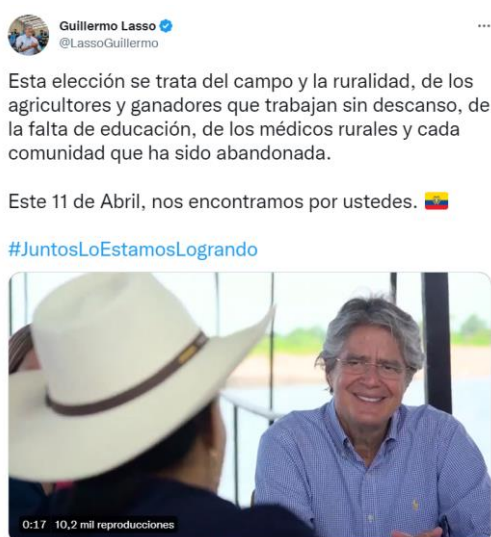 Guillermo Lasso
@LassoGuillermo
Esta elección se trata del campo y la ruralidad, de los
agricultores y ganadores que trabajan sin descanso, de
la falta de educación, de los médicos rurales y cada
comunidad que ha sido abandonada.
Este 11 de Abril, nos encontramos por ustedes. 🇪🇨
#JuntosLoEstamosLogrando
0:17 10,2 mil reproducciones